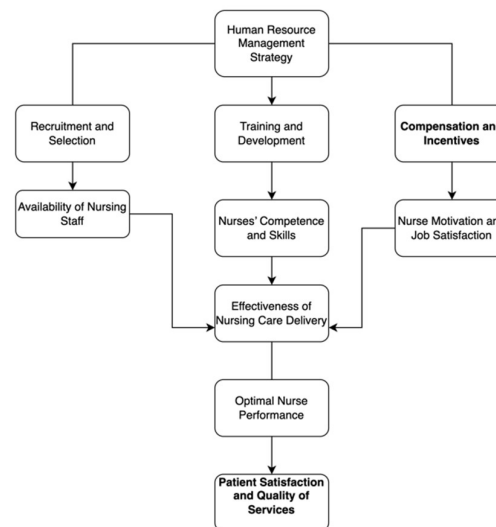 Human Resource
Management
Strategy
Recruitment and
Selection
Training and
Development
Compensation an
Incentives
Availability of Nursing
Staff
Nurses' Competence
and Skills
Nurse Motivation an
Job Satisfaction
Effectiveness of
Nursing Care Delivery
Optimal Nurse
Performance
Patient Satisfaction
and Quality of
Services